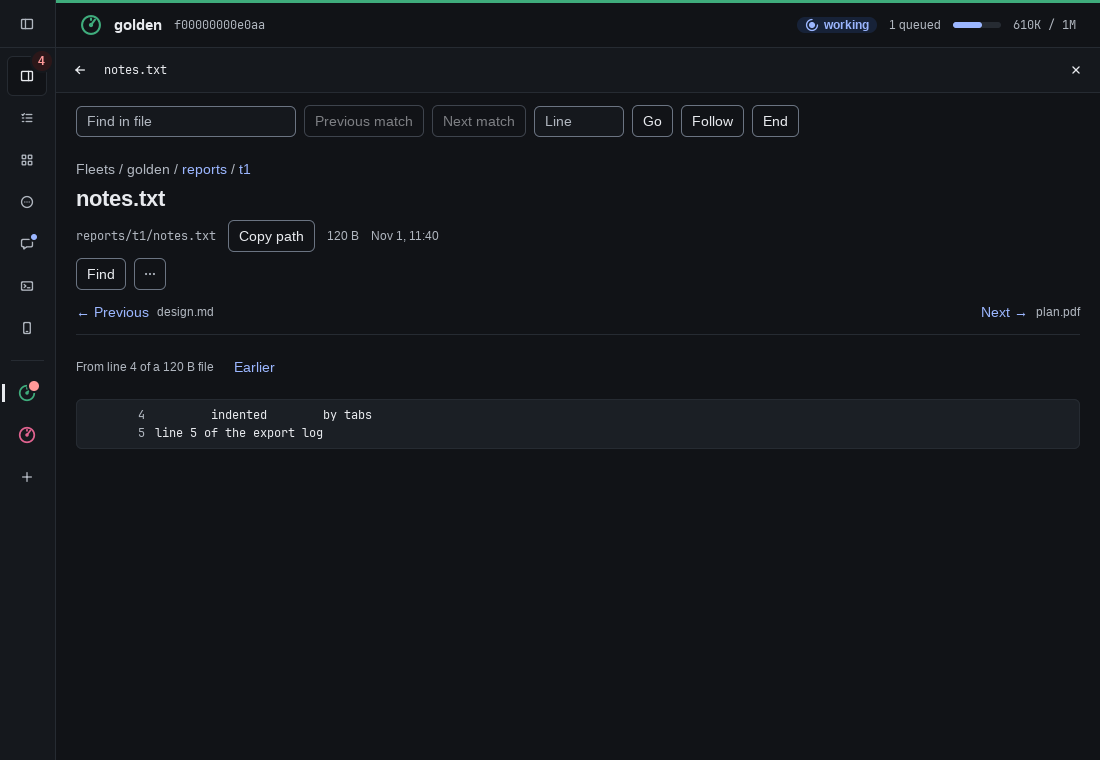 golden f00000000e0aa working 1 queued 610K / 1M
4
notes.txt
Find in file Previous match Next match Line Go Follow End
Fleets / golden / reports / t1
notes.txt
reports/t1/notes.txt Copy path 120 B Nov 1, 11:40
Find ···
← Previous design.md Next → plan.pdf
From line 4 of a 120 B file Earlier
4 indented by tabs
5 line 5 of the export log